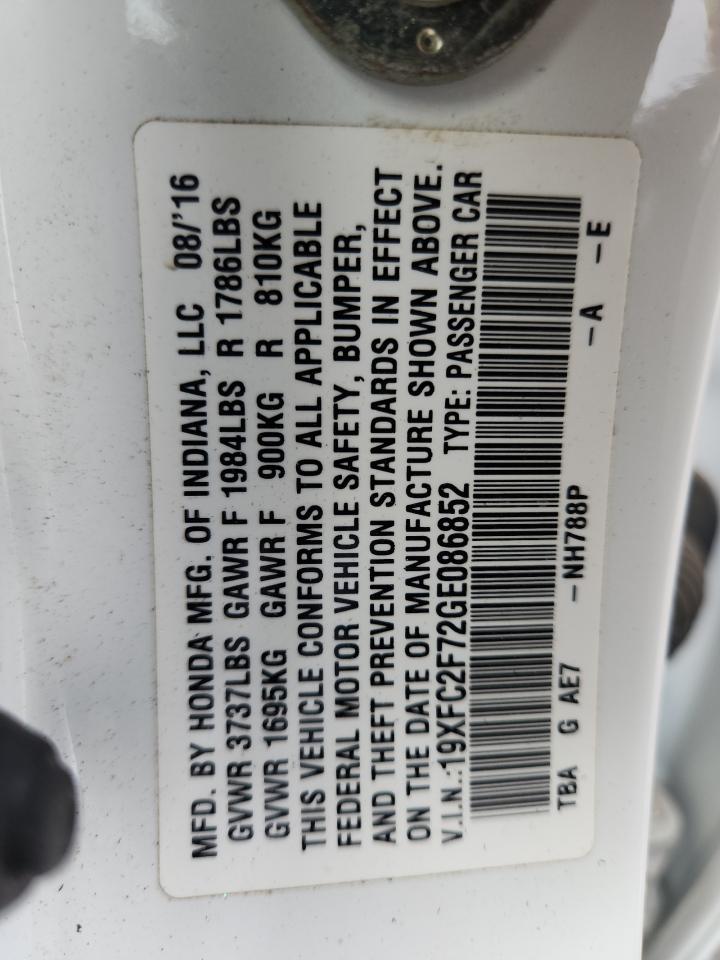 MFD. BY HONDA MFG. OF INDIANA, LLC 08/'16
GVWR 3737LBS GAWR F 1984LBS R 1786LBS
GVWR 1695KG GAWR F 900KG R 810KG
THIS VEHICLE CONFORMS TO ALL APPLICABLE
FEDERAL MOTOR VEHICLE SAFETY, BUMPER,
AND THEFT PREVENTION STANDARDS IN EFFECT
ON THE DATE OF MANUFACTURE SHOWN ABOVE.
V.I.N.:19XFC2F72GE086852 TYPE: PASSENGER CAR
TBA G AE7 -NH788P -A -E